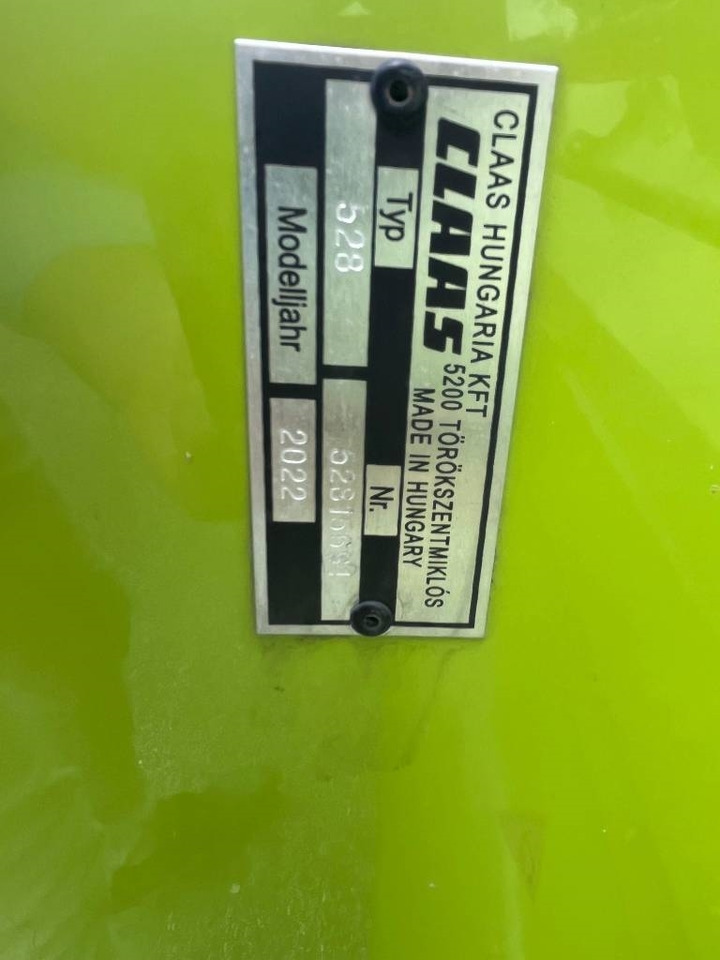 CLAAS HUNGARIA KFT
CLAAS 5200 TÖRÖKSZENTMIKLÓS
MADE IN HUNGARY
Typ Nr.
528
Modelljahr 2022